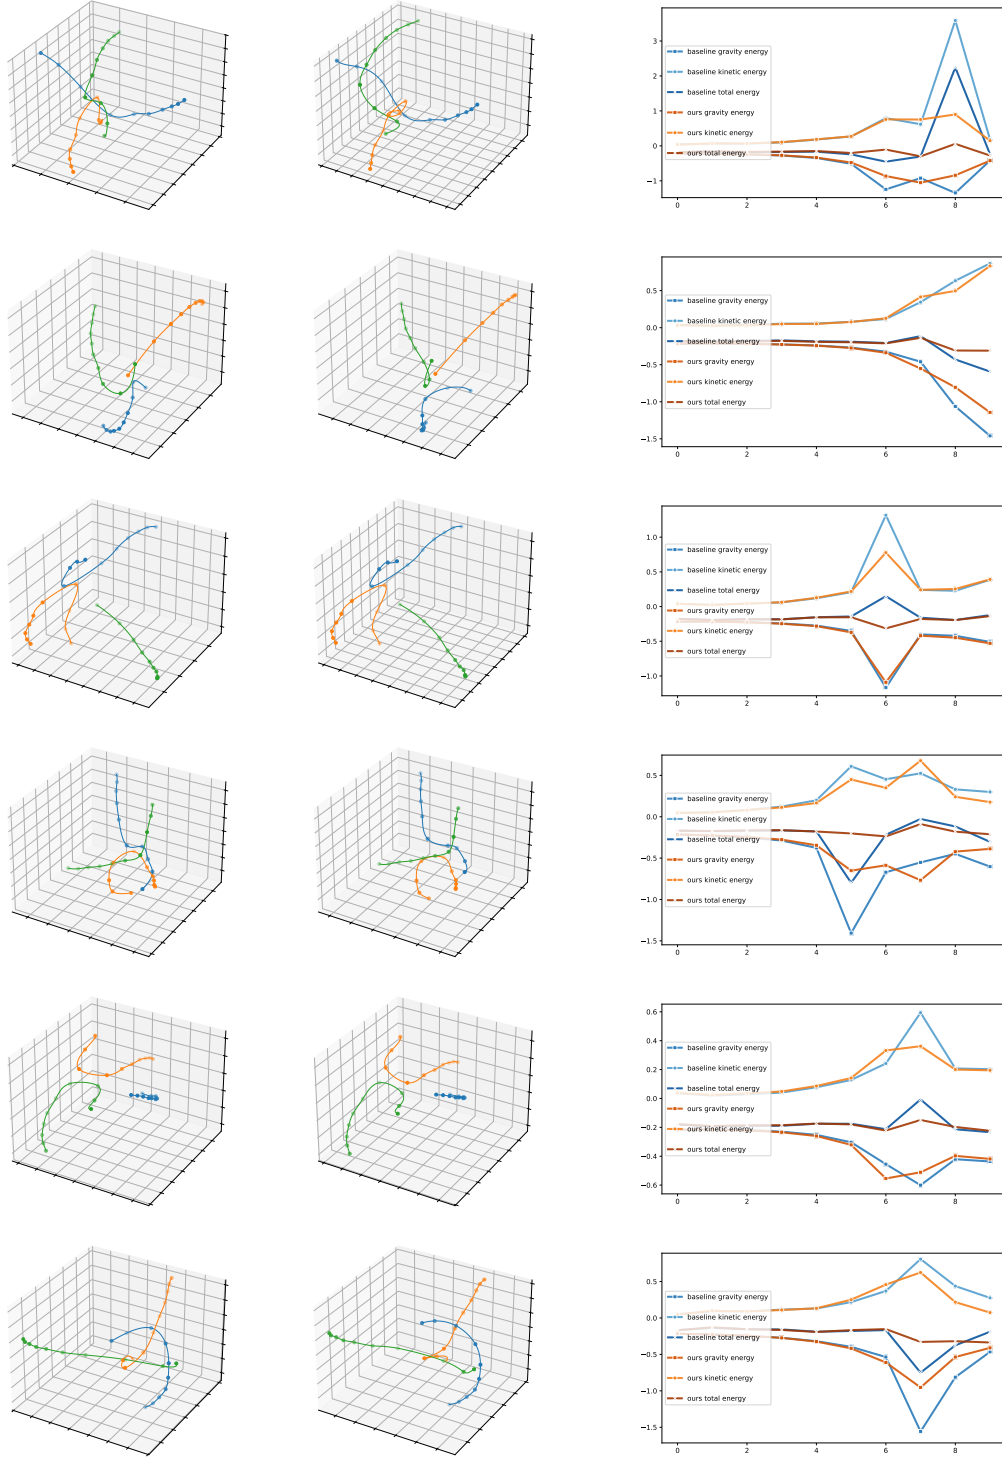 3
2
1
0
−1
baseline gravity energy
baseline kinetic energy
baseline total energy
ours gravity energy
ours kinetic energy
ours total energy
0 2 4 6 8
0.5
0.0
−0.5
−1.0
−1.5
baseline gravity energy
baseline kinetic energy
baseline total energy
ours gravity energy
ours kinetic energy
ours total energy
0 2 4 6 8
1.0
0.5
0.0
−0.5
−1.0
baseline gravity energy
baseline kinetic energy
baseline total energy
ours gravity energy
ours kinetic energy
ours total energy
0 2 4 6 8
0.5
0.0
−0.5
−1.0
−1.5
baseline gravity energy
baseline kinetic energy
baseline total energy
ours gravity energy
ours kinetic energy
ours total energy
0 2 4 6 8
0.6
0.4
0.2
0.0
−0.2
−0.4
−0.6
baseline gravity energy
baseline kinetic energy
baseline total energy
ours gravity energy
ours kinetic energy
ours total energy
0 2 4 6 8
0.5
0.0
−0.5
−1.0
−1.5
baseline gravity energy
baseline kinetic energy
baseline total energy
ours gravity energy
ours kinetic energy
ours total energy
0 2 4 6 8